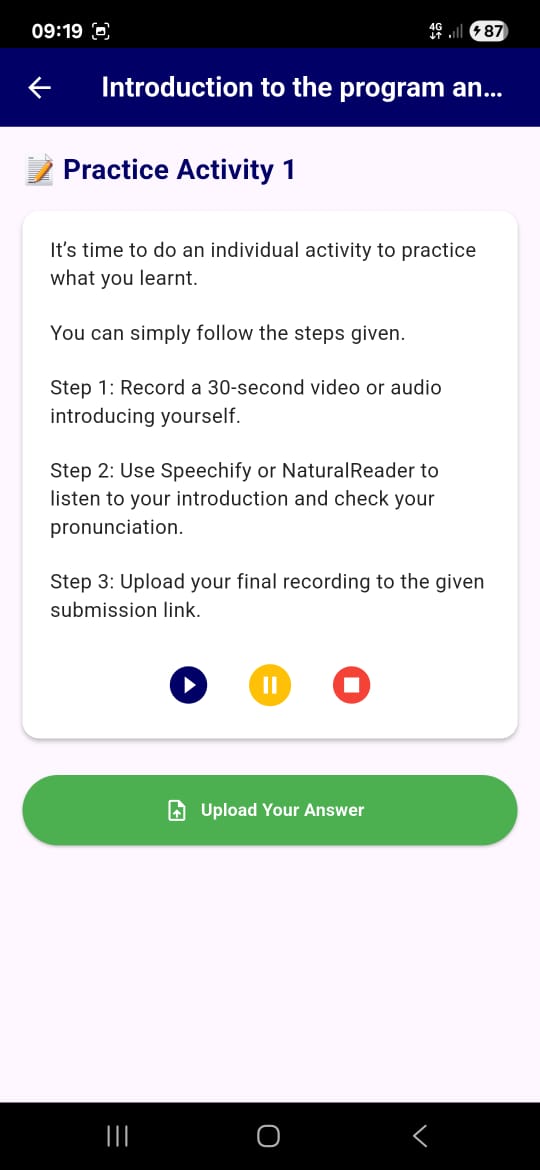 09:19
4G
87
Introduction to the program an...
Practice Activity 1
It's time to do an individual activity to practice
what you learnt.
You can simply follow the steps given.
Step 1: Record a 30-second video or audio
introducing yourself.
Step 2: Use Speechify or NaturalReader to
listen to your introduction and check your
pronunciation.
Step 3: Upload your final recording to the given
submission link.
Upload Your Answer